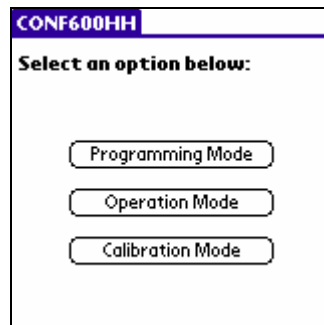 CONF600HH
Select an option below:
Programming Mode
Operation Mode
Calibration Mode